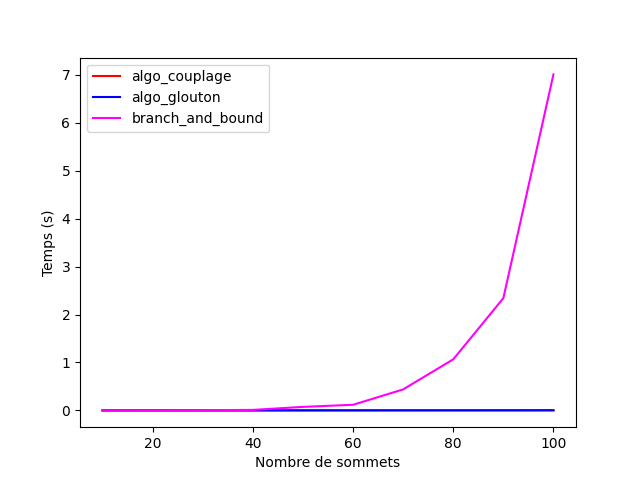 algo_couplage
algo_glouton
branch_and_bound
7
6
5
4
3
2
1
0
Temps (s)
20 40 60 80 100
Nombre de sommets